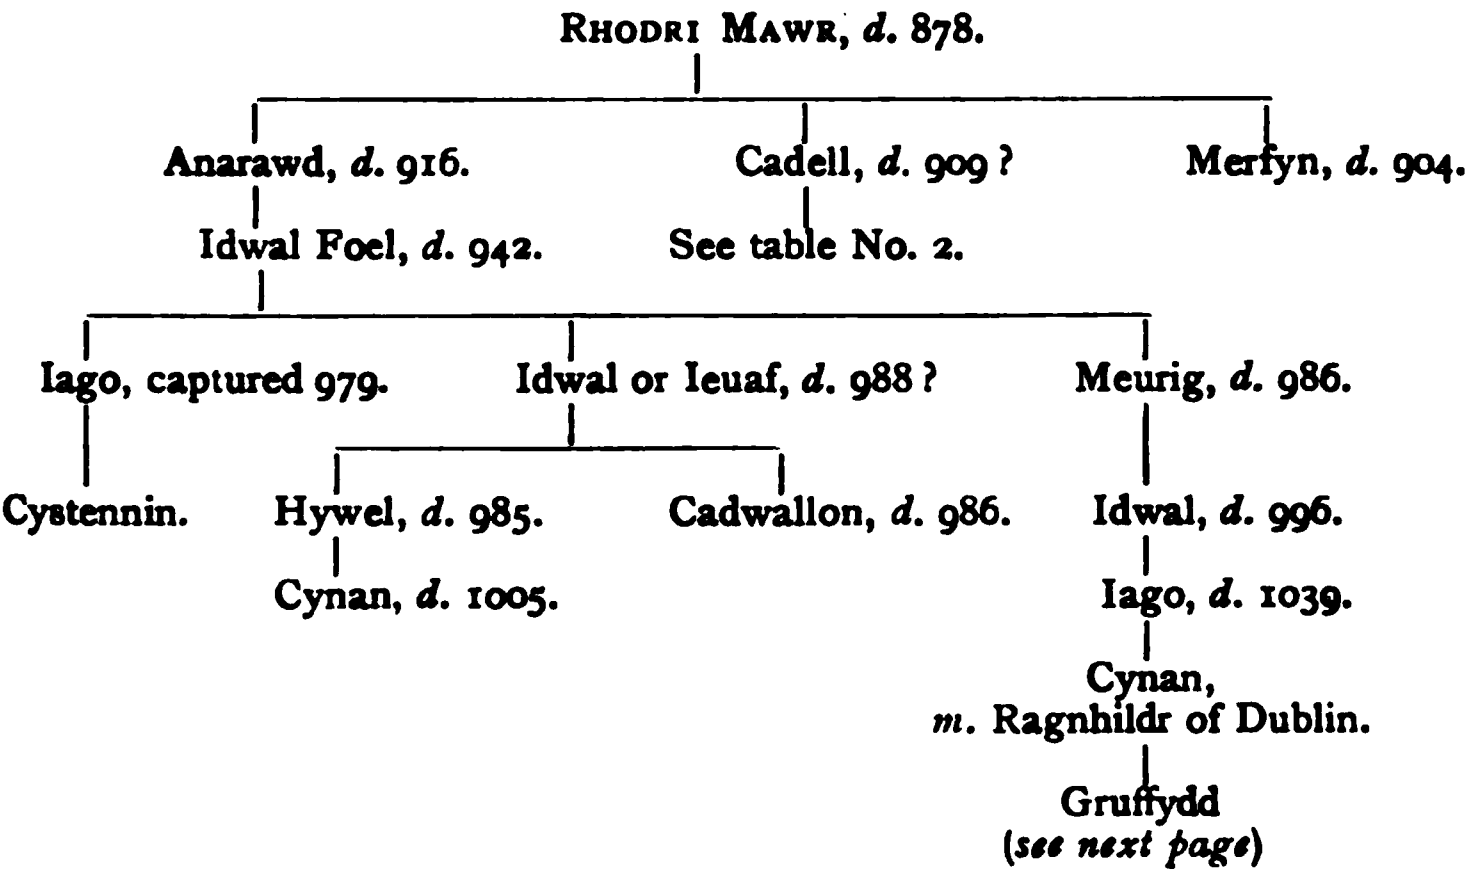 RHODRI MAWR, d. 878.
Anarawd, d. 916. Cadell, d. 909? Merfyn, d. 904.
Idwal Foel, d. 942. See table No. 2.
Iago, captured 979. Idwal or Ieuaf, d. 988? Meurig, d. 986.
Cystennin. Hywel, d. 985. Cadwallon, d. 986. Idwal, d. 996.
Cynan, d. 1005. Iago, d. 1039.
Cynan,
m. Ragnhildr of Dublin.
Gruffydd
(see next page)